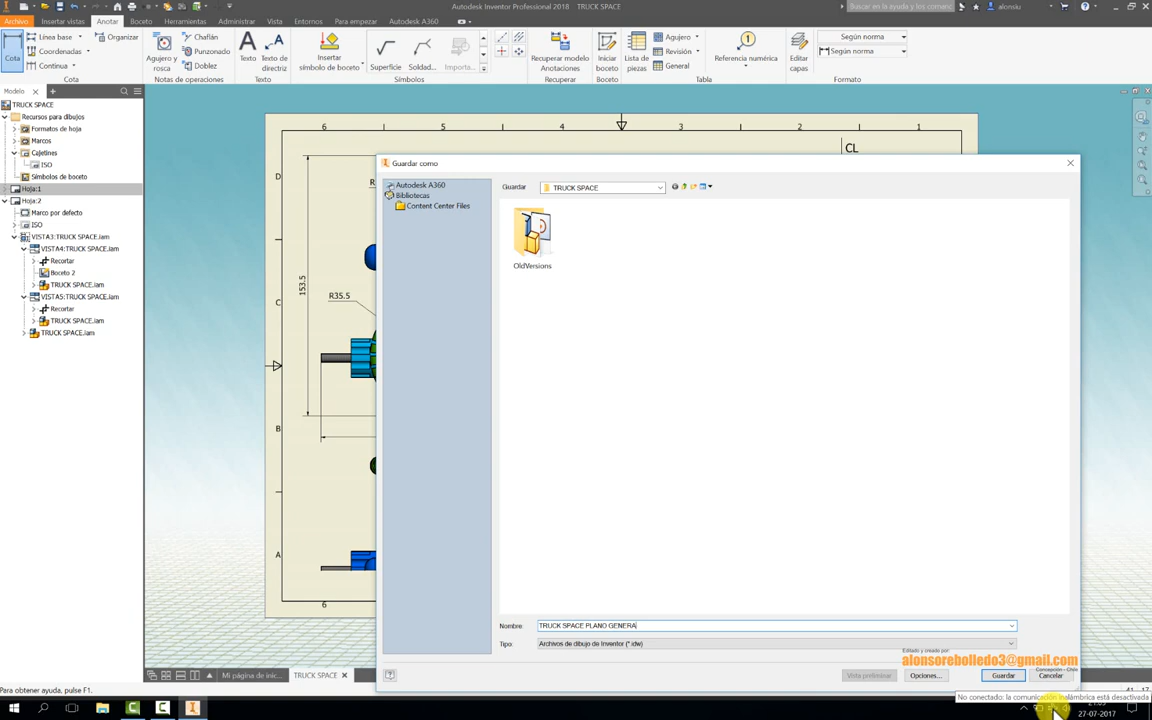 Autodesk Inventor Professional 2018 TRUCK SPACE
Buscar en la ayuda y los comanc
alonsku
Archivo Insertar vistas Anotar Boceto Herramientas Administrar Vista Entornos Para empezar Autodesk A360
Cota
Línea base
Coordenadas
Continua
Organizar
Cota
Agujero y rosca
Chaflán
Punzonado
Doblez
Notas de operaciones
Texto
Texto de directriz
Texto
Insertar símbolo de boceto
Superficie
Soldad...
Importa...
Símbolos
Recuperar modelo Anotaciones
Recuperar
Iniciar boceto
Boceto
Lista de piezas
Agujero
Revisión
General
Referencia numérica
Tabla
Editar capas
Según norma
Según norma
Formato
Modelo
TRUCK SPACE
Recursos para dibujos
Formatos de hoja
Marcos
Cajetines
ISO
Símbolos de boceto
Hoja:1
Hoja:2
Marco por defecto
ISO
VISTA3:TRUCK SPACE.iam
VISTA4:TRUCK SPACE.iam
Recortar
Boceto 2
TRUCK SPACE.iam
VISTA5:TRUCK SPACE.iam
Recortar
TRUCK SPACE.iam
TRUCK SPACE.iam
6 5 4 3 2 1
D
C
B
A
6
CL
R
153.5
R35.5
Guardar como
Autodesk A360
Bibliotecas
Content Center Files
Guardar TRUCK SPACE
OldVersions
Nombre: TRUCK SPACE PLANO GENERA
Tipo: Archivos de dibujo de Inventor (*.idw)
Editado y creado por
alonsorebolledo3@gmail.com
Concepción - Chile
Vista preliminar Opciones... Guardar Cancelar
Mi página de inic... TRUCK SPACE
Para obtener ayuda, pulse F1.
No conectado: la comunicación inalámbrica está desactivada
27-07-2017